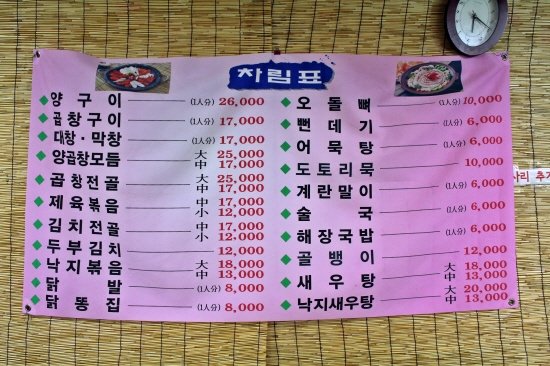 차림표
양구이 (1人分) 26,000
곱창구이 (1人分) 17,000
대창·막창 (1人分) 17,000
양곱창모듬 大 25,000
中 17,000
곱창전골 大 25,000
中 17,000
제육볶음 中 17,000
小 12,000
김치전골 中 17,000
小 12,000
두부김치 12,000
낙지볶음 大 18,000
中 13,000
닭발 (1人分) 8,000
닭똥집 (1人分) 8,000
오돌뼈 (1人分) 10,000
뻔데기 (1人分) 6,000
어묵탕 (1人分) 6,000
도토리묵 10,000
계란말이 (1人分) 6,000
술국 (1人分) 6,000
해장국밥 (1人分) 6,000
골뱅이 12,000
새우탕 大 18,000
中 13,000
낙지새우탕 大 20,000
中 13,000
사리 추가